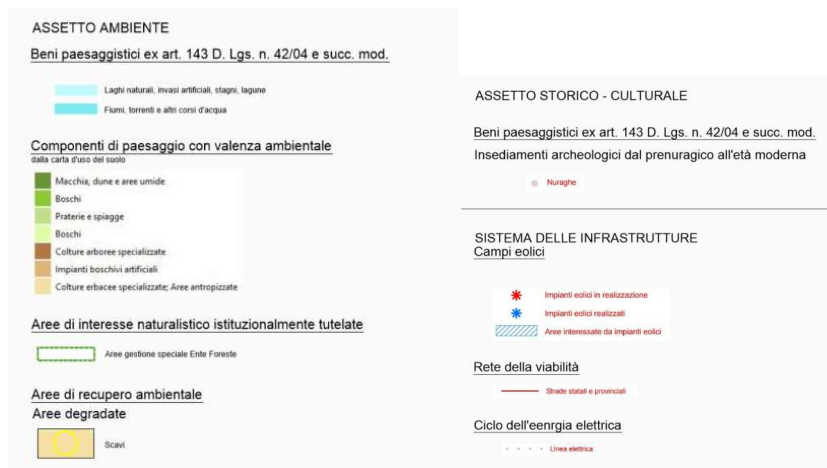 ASSETTO AMBIENTE
Beni paesaggistici ex art. 143 D. Lgs. n. 42/04 e succ. mod.
Laghi naturali, invasi artificiali, stagni, lagune
Fiumi, torrenti e altri corsi d'acqua
Componenti di paesaggio con valenza ambientale
dalla carta d'uso del suolo
Macchia, dune e aree umide
Boschi
Praterie e spiagge
Boschi
Colture arboree specializzate
Impianti boschivi artificiali
Colture erbacee specializzate; Aree antropizzate
Aree di interesse naturalistico istituzionalmente tutelate
Aree gestione speciale Ente Foreste
Aree di recupero ambientale
Aree degradate
Scavi
ASSETTO STORICO - CULTURALE
Beni paesaggistici ex art. 143 D. Lgs. n. 42/04 e succ. mod.
Insediamenti archeologici dal prenuragico all'età moderna
Nuraghe
SISTEMA DELLE INFRASTRUTTURE
Campi eolici
Impianti eolici in realizzazione
Impianti eolici realizzati
Aree interessate da impianti eolici
Rete della viabilità
Strade statali e provinciali
Ciclo dell'eenrgia elettrica
Linea elettrica